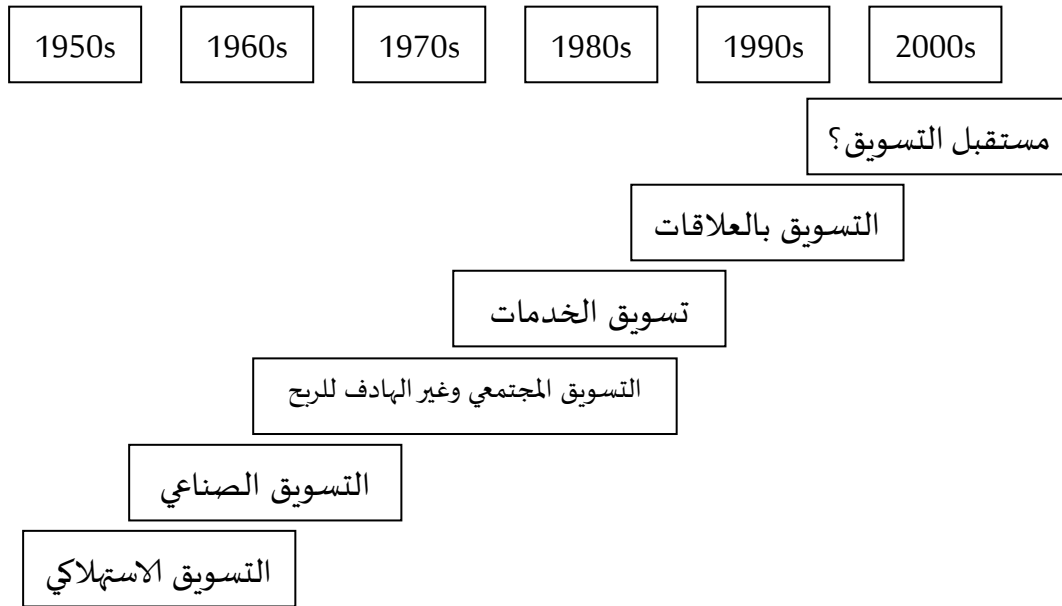 1950s
1960s
1970s
1980s
1990s
2000s
مستقبل التسويق؟
التسويق بالعلاقات
تسويق الخدمات
التسويق المجتمعي وغير الهادف للربح
التسويق الصناعي
التسويق الاستهلاكي